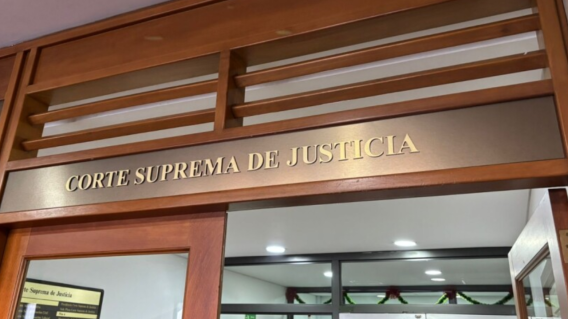 CORTE SUPREMA DE JUSTICIA
Suprema de Justicia